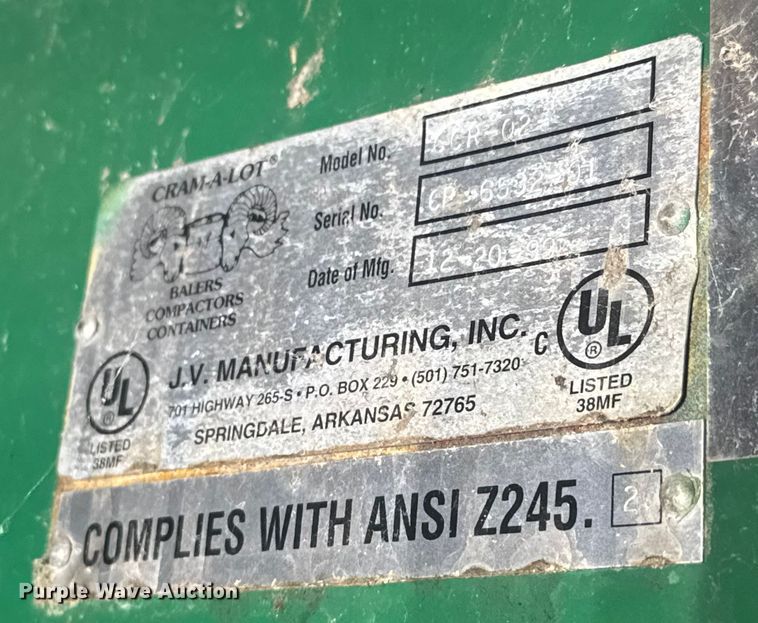 CRAM-A-LOT®
BALERS
COMPACTORS
CONTAINERS
Model No.
Serial No.
Date of Mfg.
J.V. MANUFACTURING, INC.
701 HIGHWAY 265-S • P.O. BOX 229 • (501) 751-7320
SPRINGDALE, ARKANSAS 72765
UL
®
LISTED
38MF
C UL
®
LISTED
38MF
COMPLIES WITH ANSI Z245. 2
Purple Wave Auction